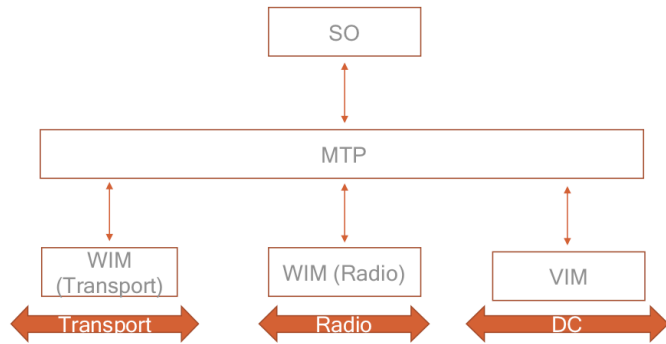 SO
MTP
WIM
(Transport)
WIM (Radio)
VIM
Transport
Radio
DC